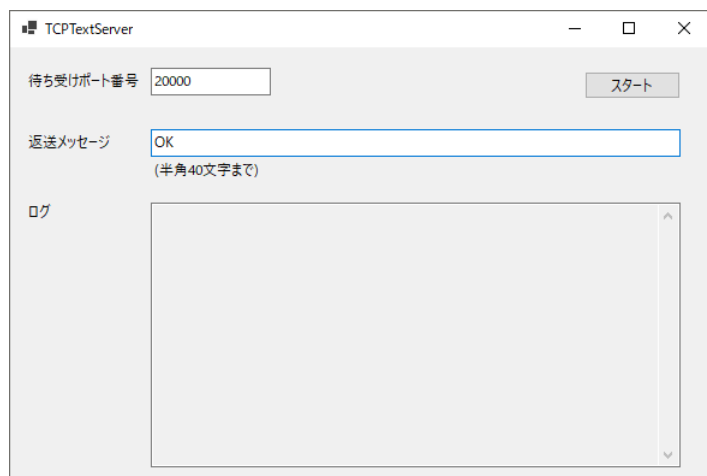 TCPTextServer
待ち受けポート番号 20000 スタート
返送メッセージ OK
(半角40文字まで)
ログ